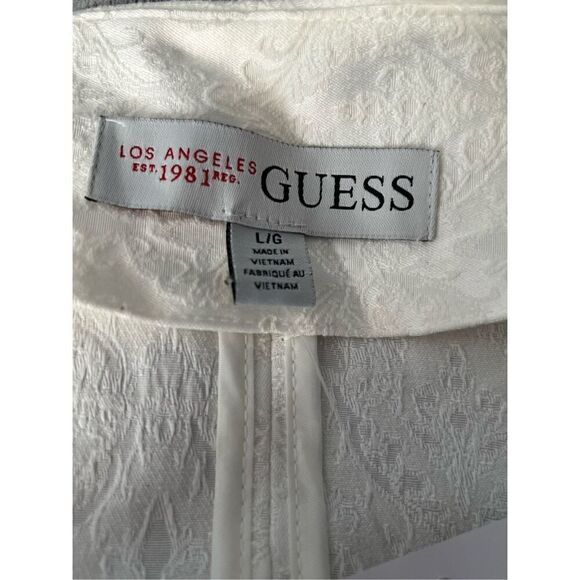 LOS ANGELES
EST. 1981 REG.
GUESS
L/G
MADE IN
VIETNAM
FABRIQUÉ AU
VIETNAM